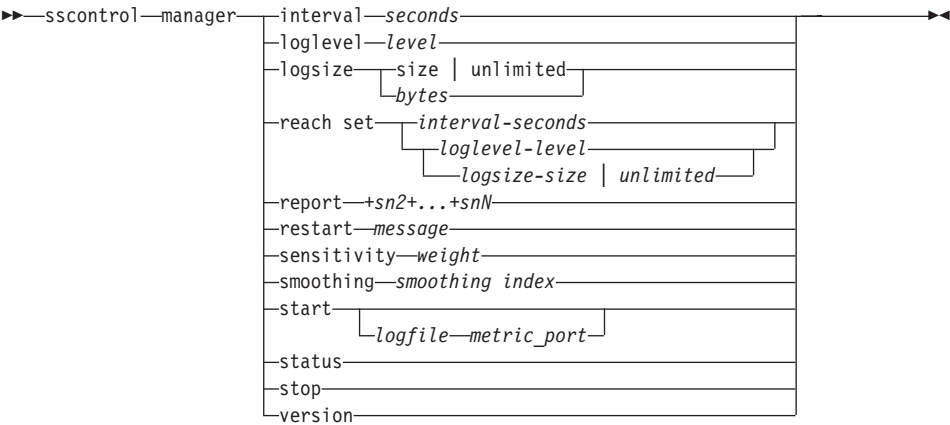 sscontrol manager interval seconds
loglevel level
logsize size | unlimited
bytes
reach set interval-seconds
loglevel-level
logsize-size | unlimited
report +sn2+...+snN
restart message
sensitivity weight
smoothing smoothing index
start
logfile metric_port
status
stop
version